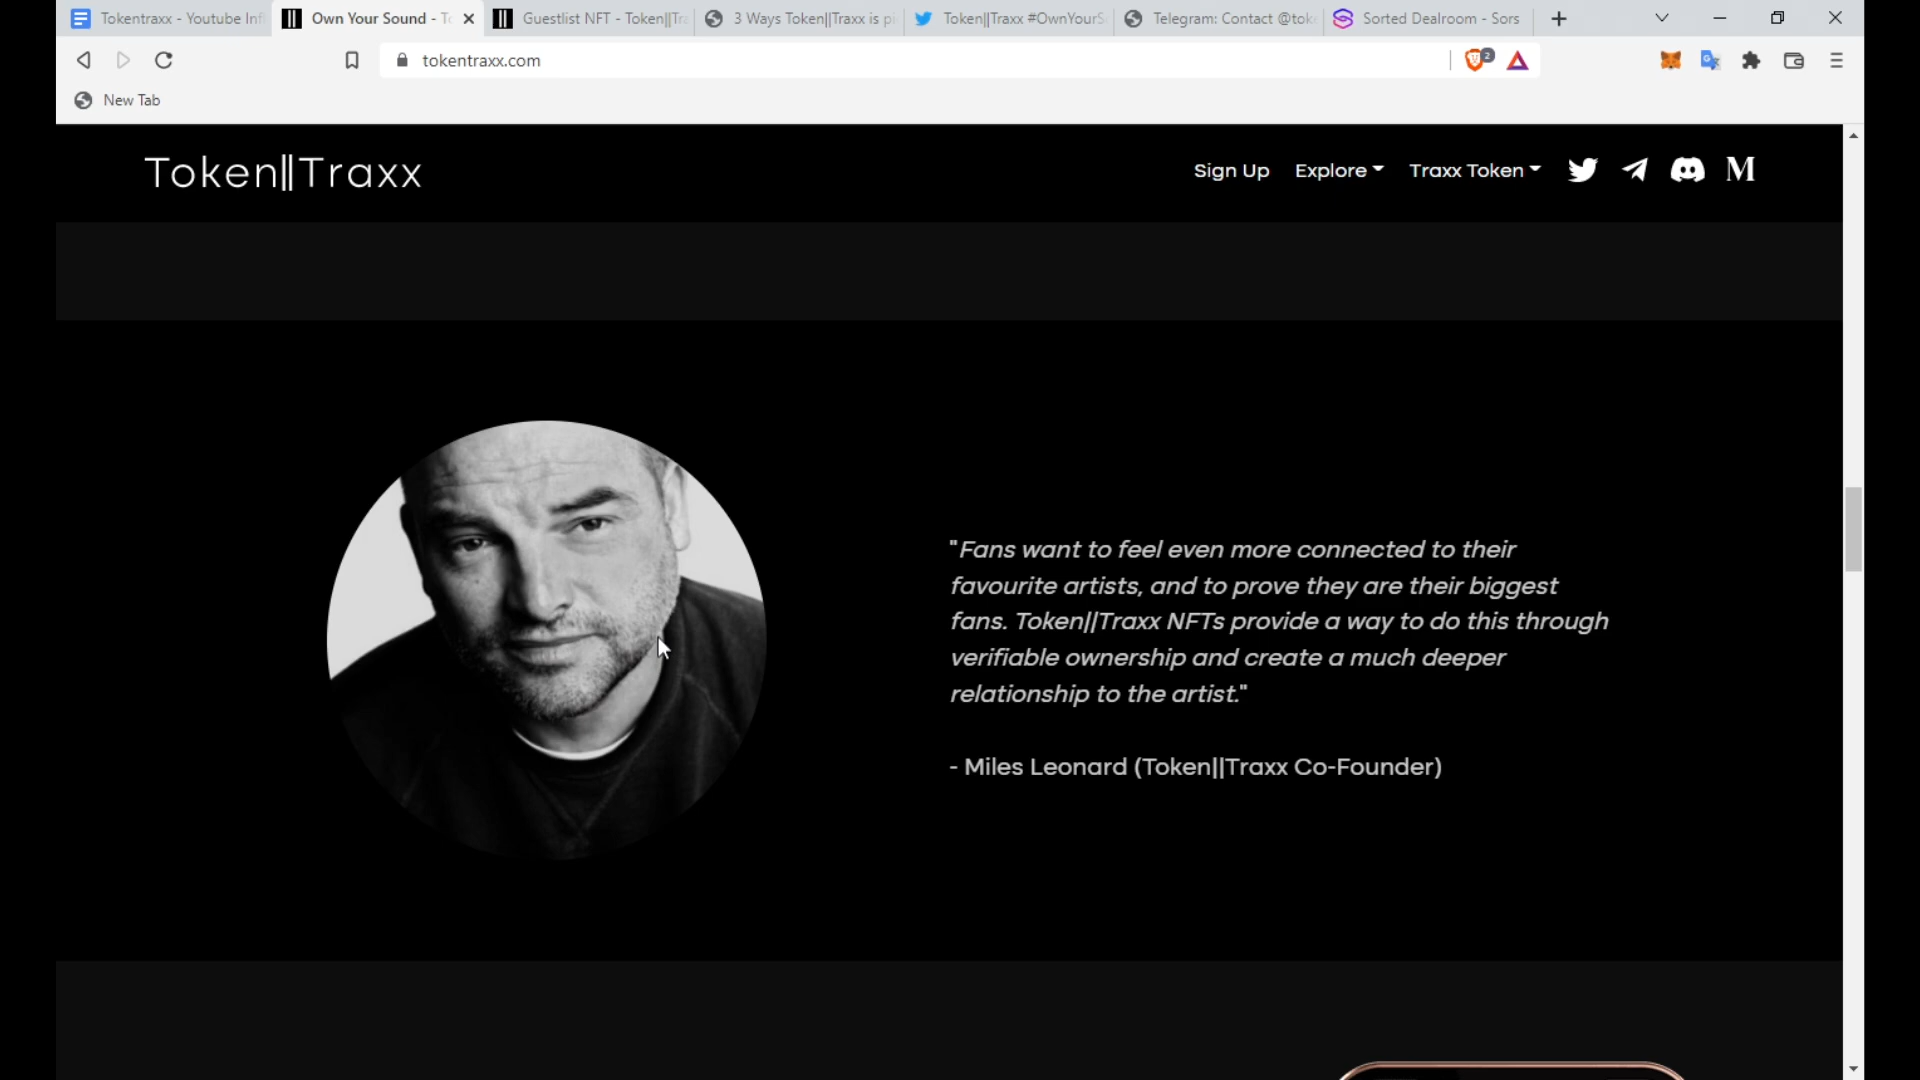 Tokentraxx - Youtube Inf
Own Your Sound - To
Guestlist NFT - Token||Tra
3 Ways Token||Traxx is pi
Token||Traxx #OwnYourS
Telegram: Contact @tok
Sorted Dealroom - Sors
tokentraxx.com
2
New Tab
Token||Traxx
Sign Up
Explore
Traxx Token
M
"Fans want to feel even more connected to their
favourite artists, and to prove they are their biggest
fans. Token||Traxx NFTs provide a way to do this through
verifiable ownership and create a much deeper
relationship to the artist."
- Miles Leonard (Token||Traxx Co-Founder)